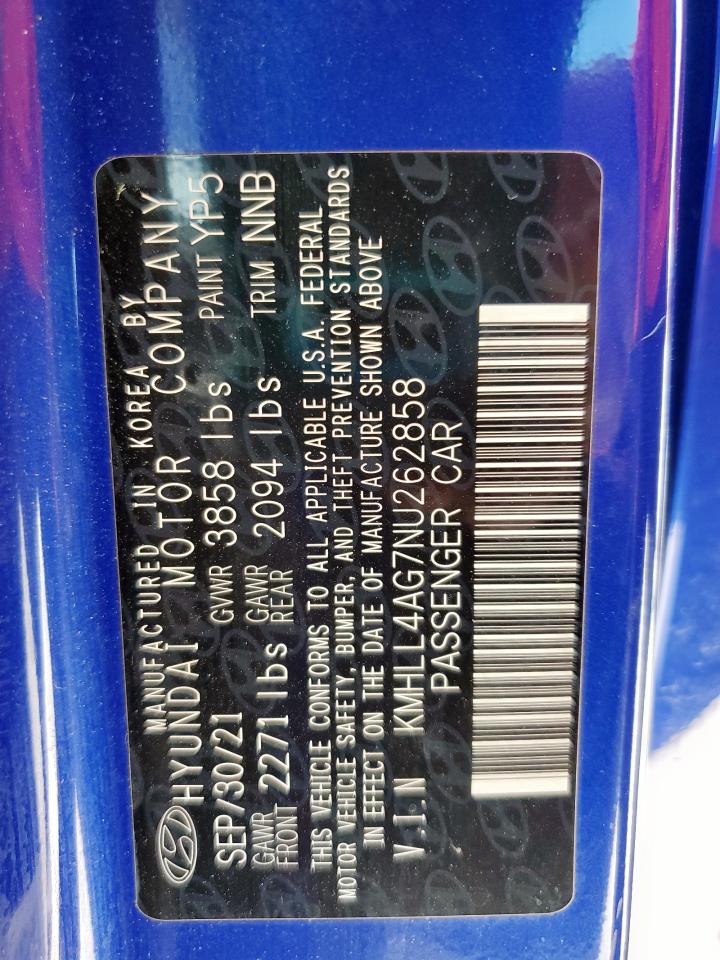 MANUFACTURED IN KOREA BY
HYUNDAI MOTOR COMPANY
SEP/30/21 GVWR 3858 lbs PAINT YP5
GAWR FRONT 2271 lbs GAWR REAR 2094 lbs TRIM NNB
THIS VEHICLE CONFORMS TO ALL APPLICABLE U.S.A. FEDERAL
MOTOR VEHICLE SAFETY, BUMPER, AND THEFT PREVENTION STANDARDS
IN EFFECT ON THE DATE OF MANUFACTURE SHOWN ABOVE
V.I.N KMHLL4AG7NU262858
PASSENGER CAR